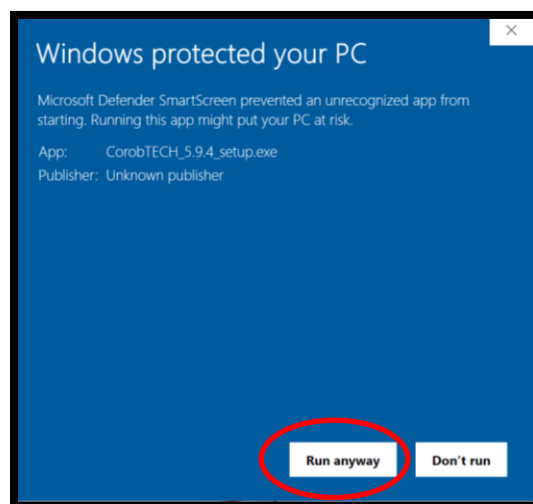 Windows protected your PC
Microsoft Defender SmartScreen prevented an unrecognized app from
starting. Running this app might put your PC at risk.
App: CorobTECH_5.9.4_setup.exe
Publisher: Unknown publisher
Run anyway Don't run